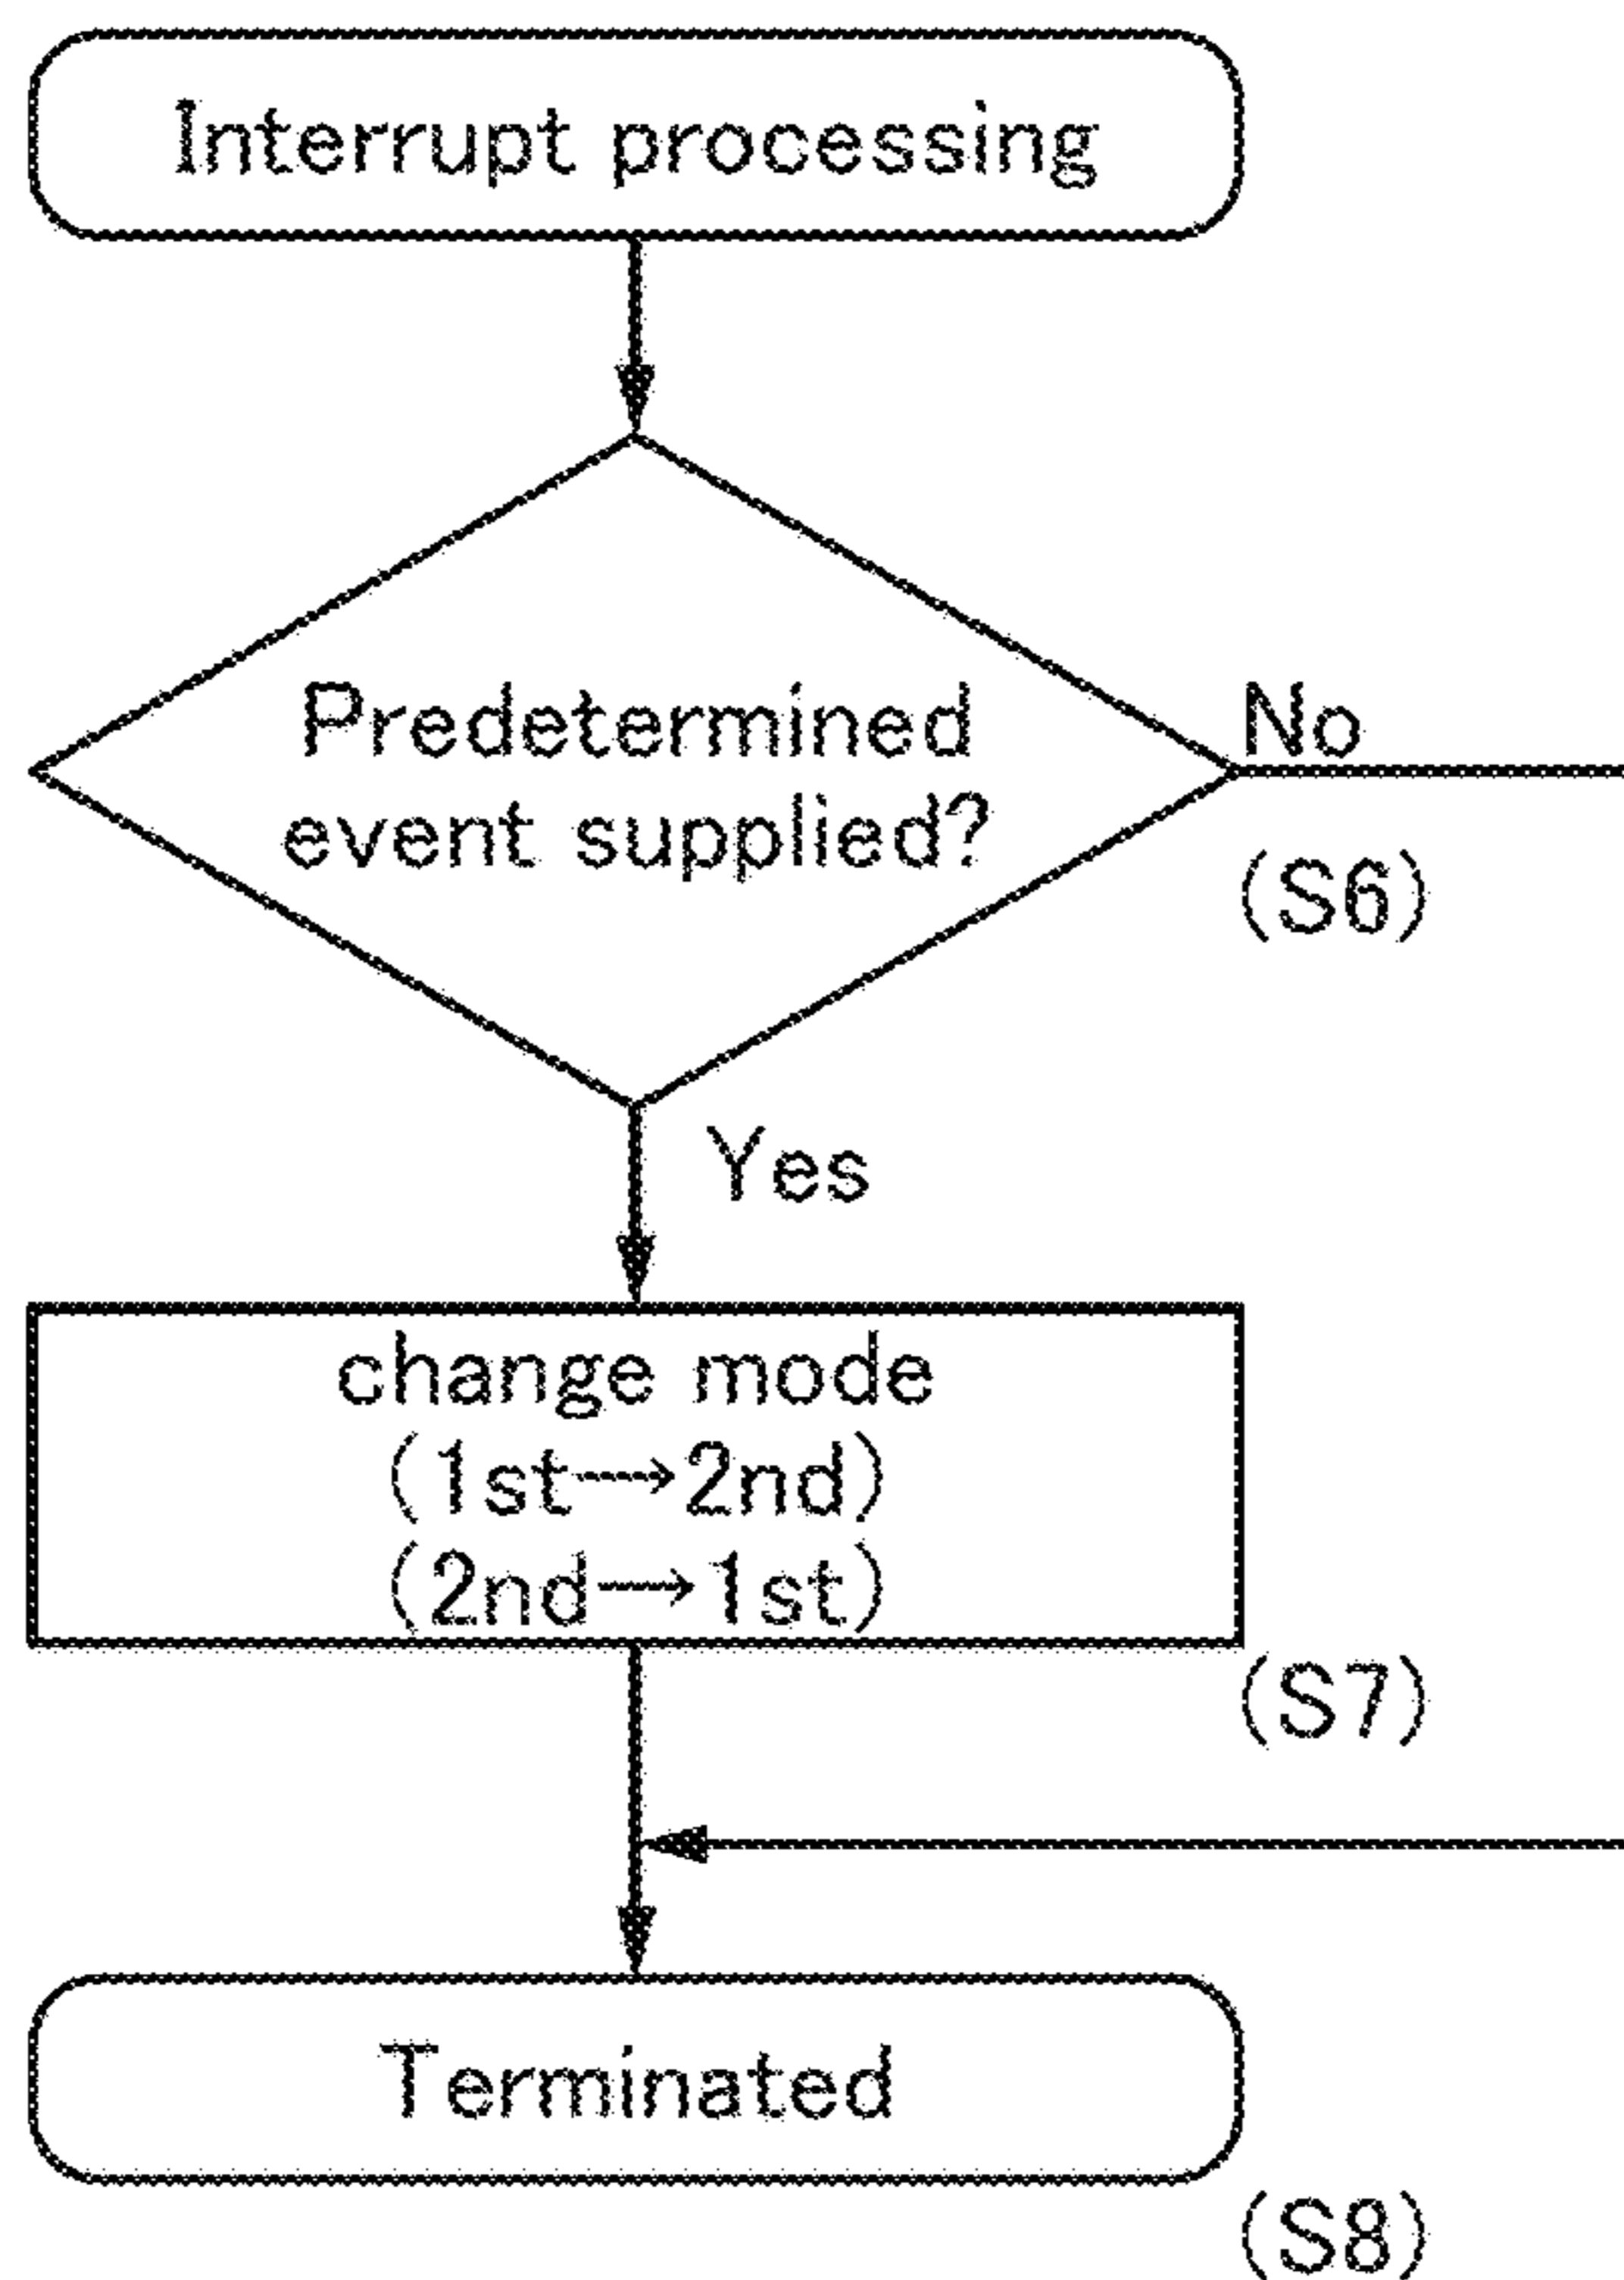 Interrupt processing
Predetermined
event supplied?
No
(S6)
Yes
change mode
(1st→2nd)
(2nd→1st)
(S7)
Terminated
(S8)